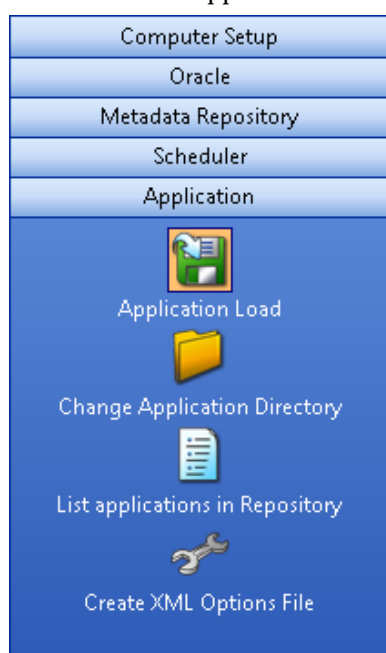 Computer Setup
Oracle
Metadata Repository
Scheduler
Application
Application Load
Change Application Directory
List applications in Repository
Create XML Options File